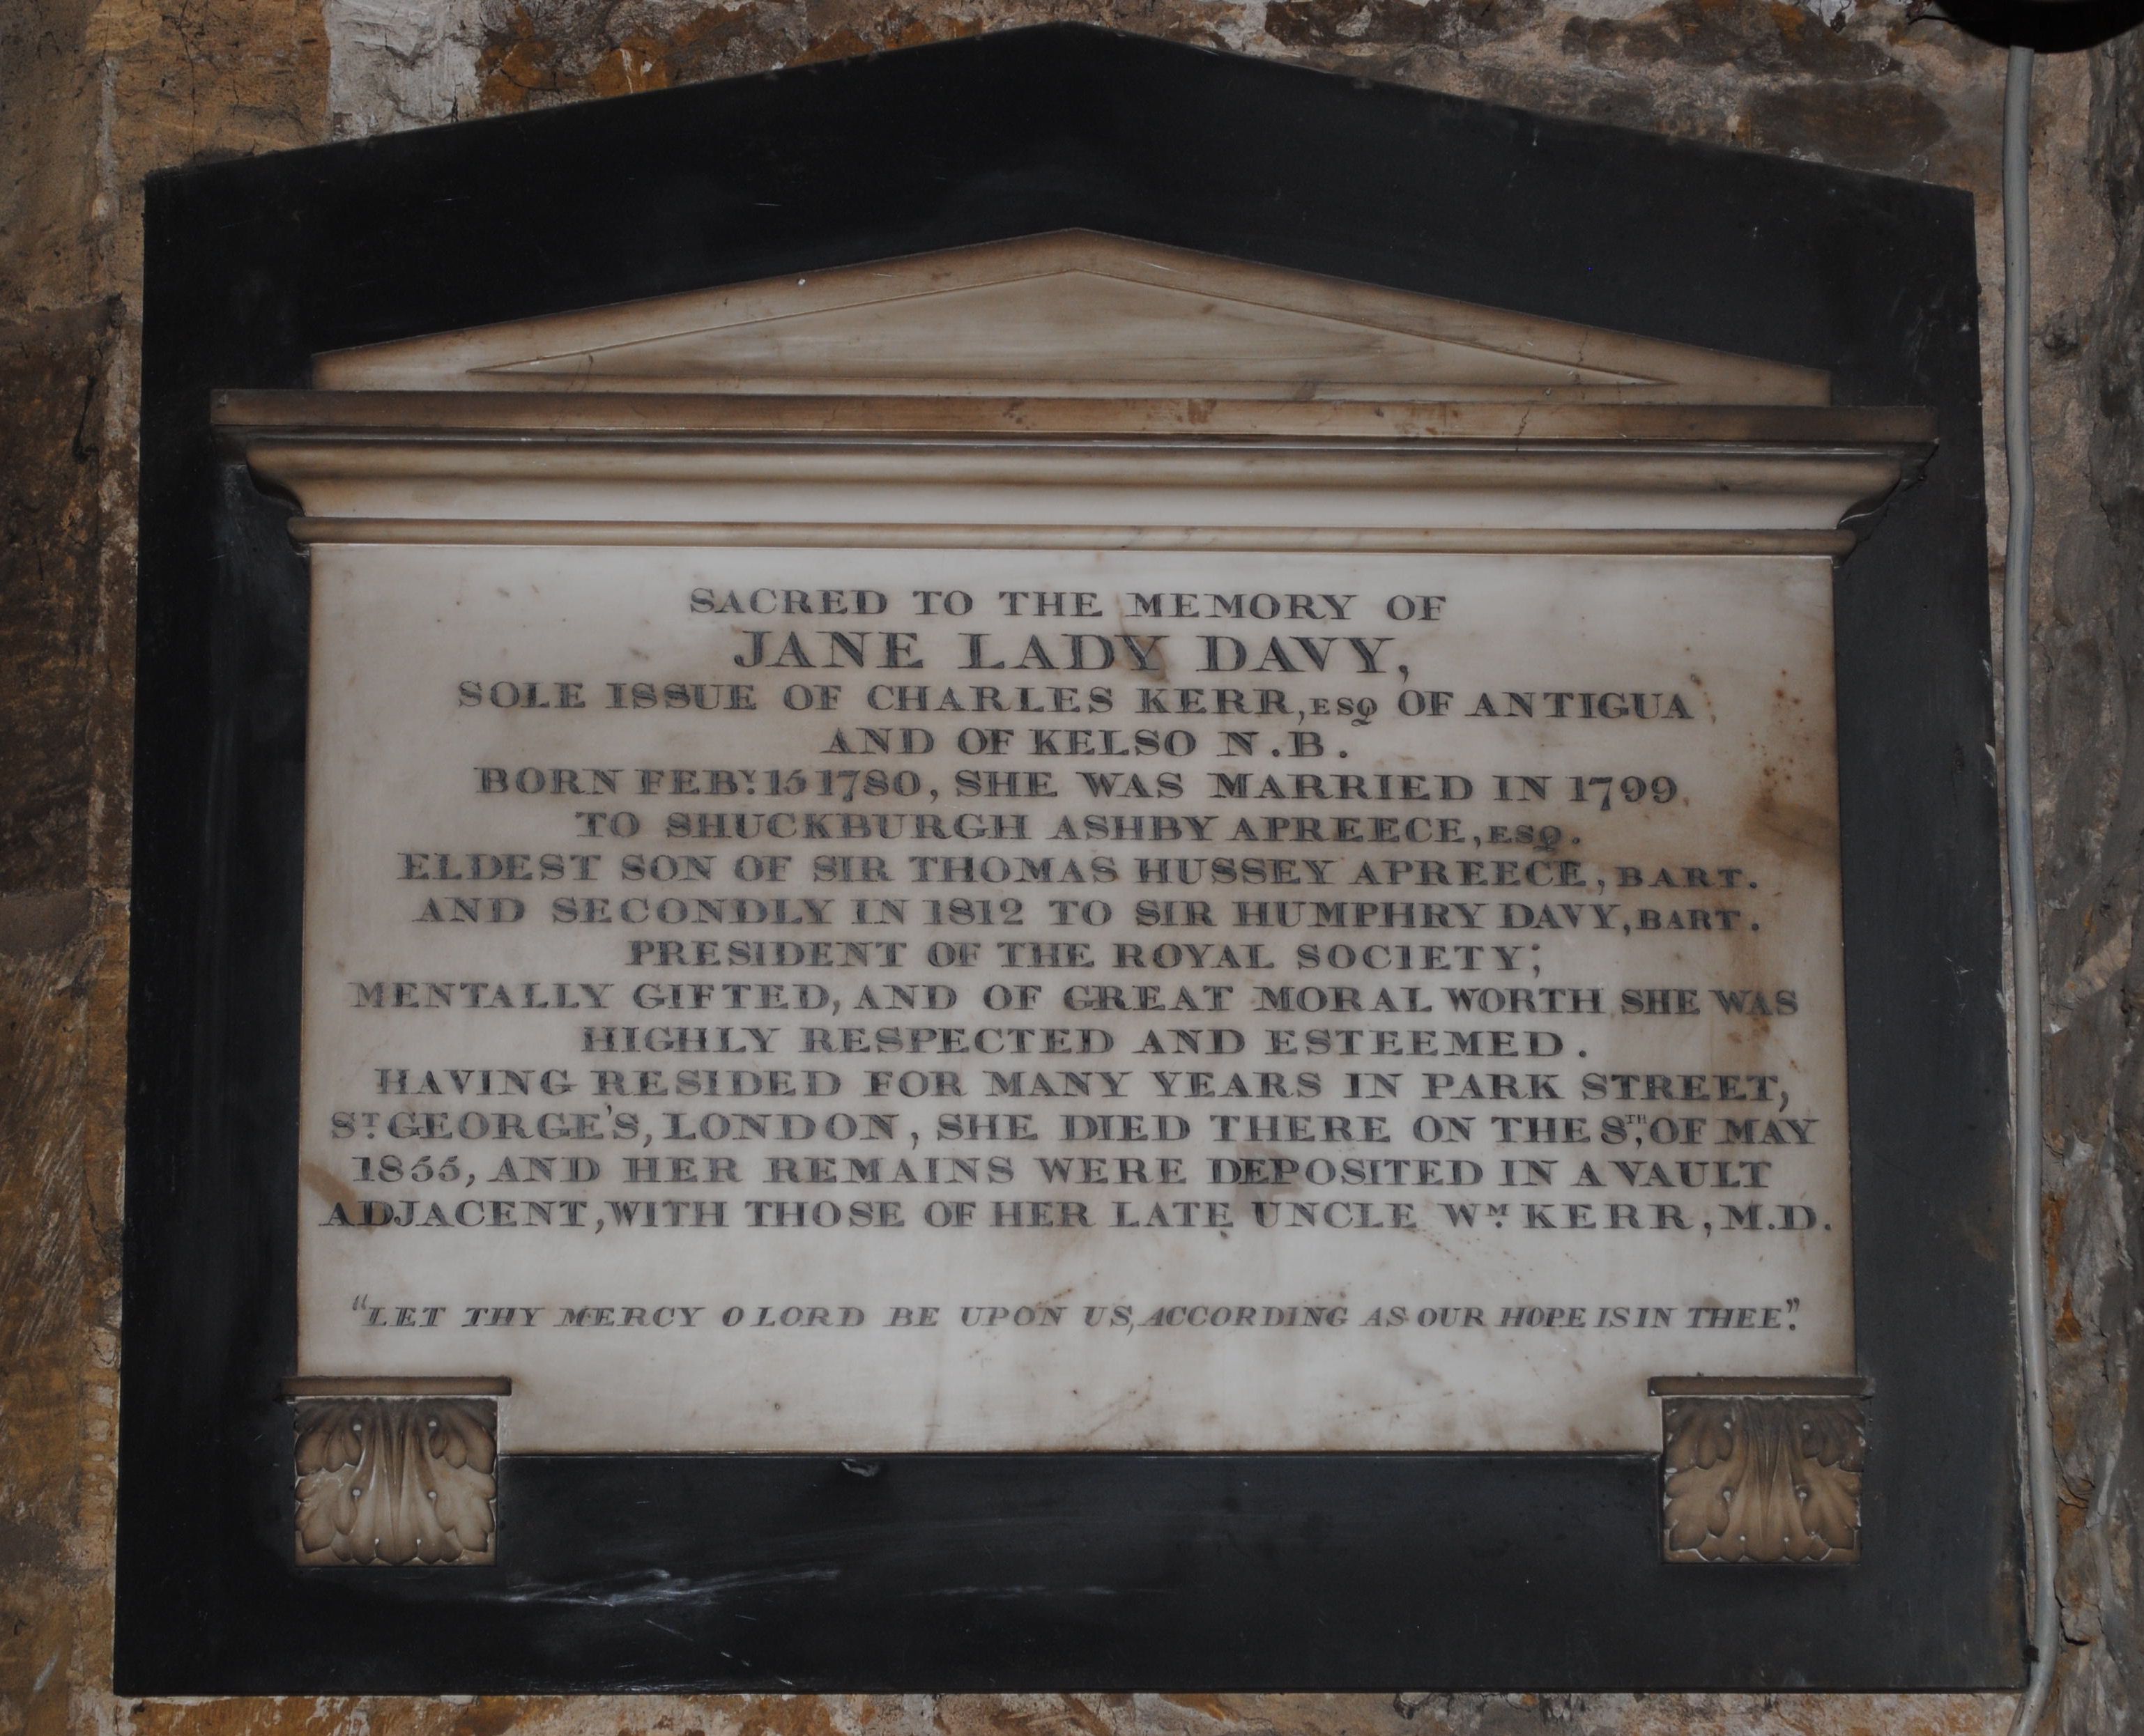 SACRED TO THE MEMORY OF
JANE LADY DAVY,
SOLE ISSUE OF CHARLES KERR, ESQ OF ANTIGUA
AND OF KELSO N.B.
BORN FEBY. 15 1780, SHE WAS MARRIED IN 1799
TO SHUCKBURGH ASHBY APREECE, ESQ.
ELDEST SON OF SIR THOMAS HUSSEY APREECE, BART.
AND SECONDLY IN 1812 TO SIR HUMPHRY DAVY, BART.
PRESIDENT OF THE ROYAL SOCIETY;
MENTALLY GIFTED, AND OF GREAT MORAL WORTH SHE WAS
HIGHLY RESPECTED AND ESTEEMED.
HAVING RESIDED FOR MANY YEARS IN PARK STREET,
ST. GEORGE'S, LONDON, SHE DIED THERE ON THE 8TH, OF MAY
1855, AND HER REMAINS WERE DEPOSITED IN A VAULT
ADJACENT, WITH THOSE OF HER LATE UNCLE WM. KERR, M.D.
"LET THY MERCY O LORD BE UPON US, ACCORDING AS OUR HOPE IS IN THEE".